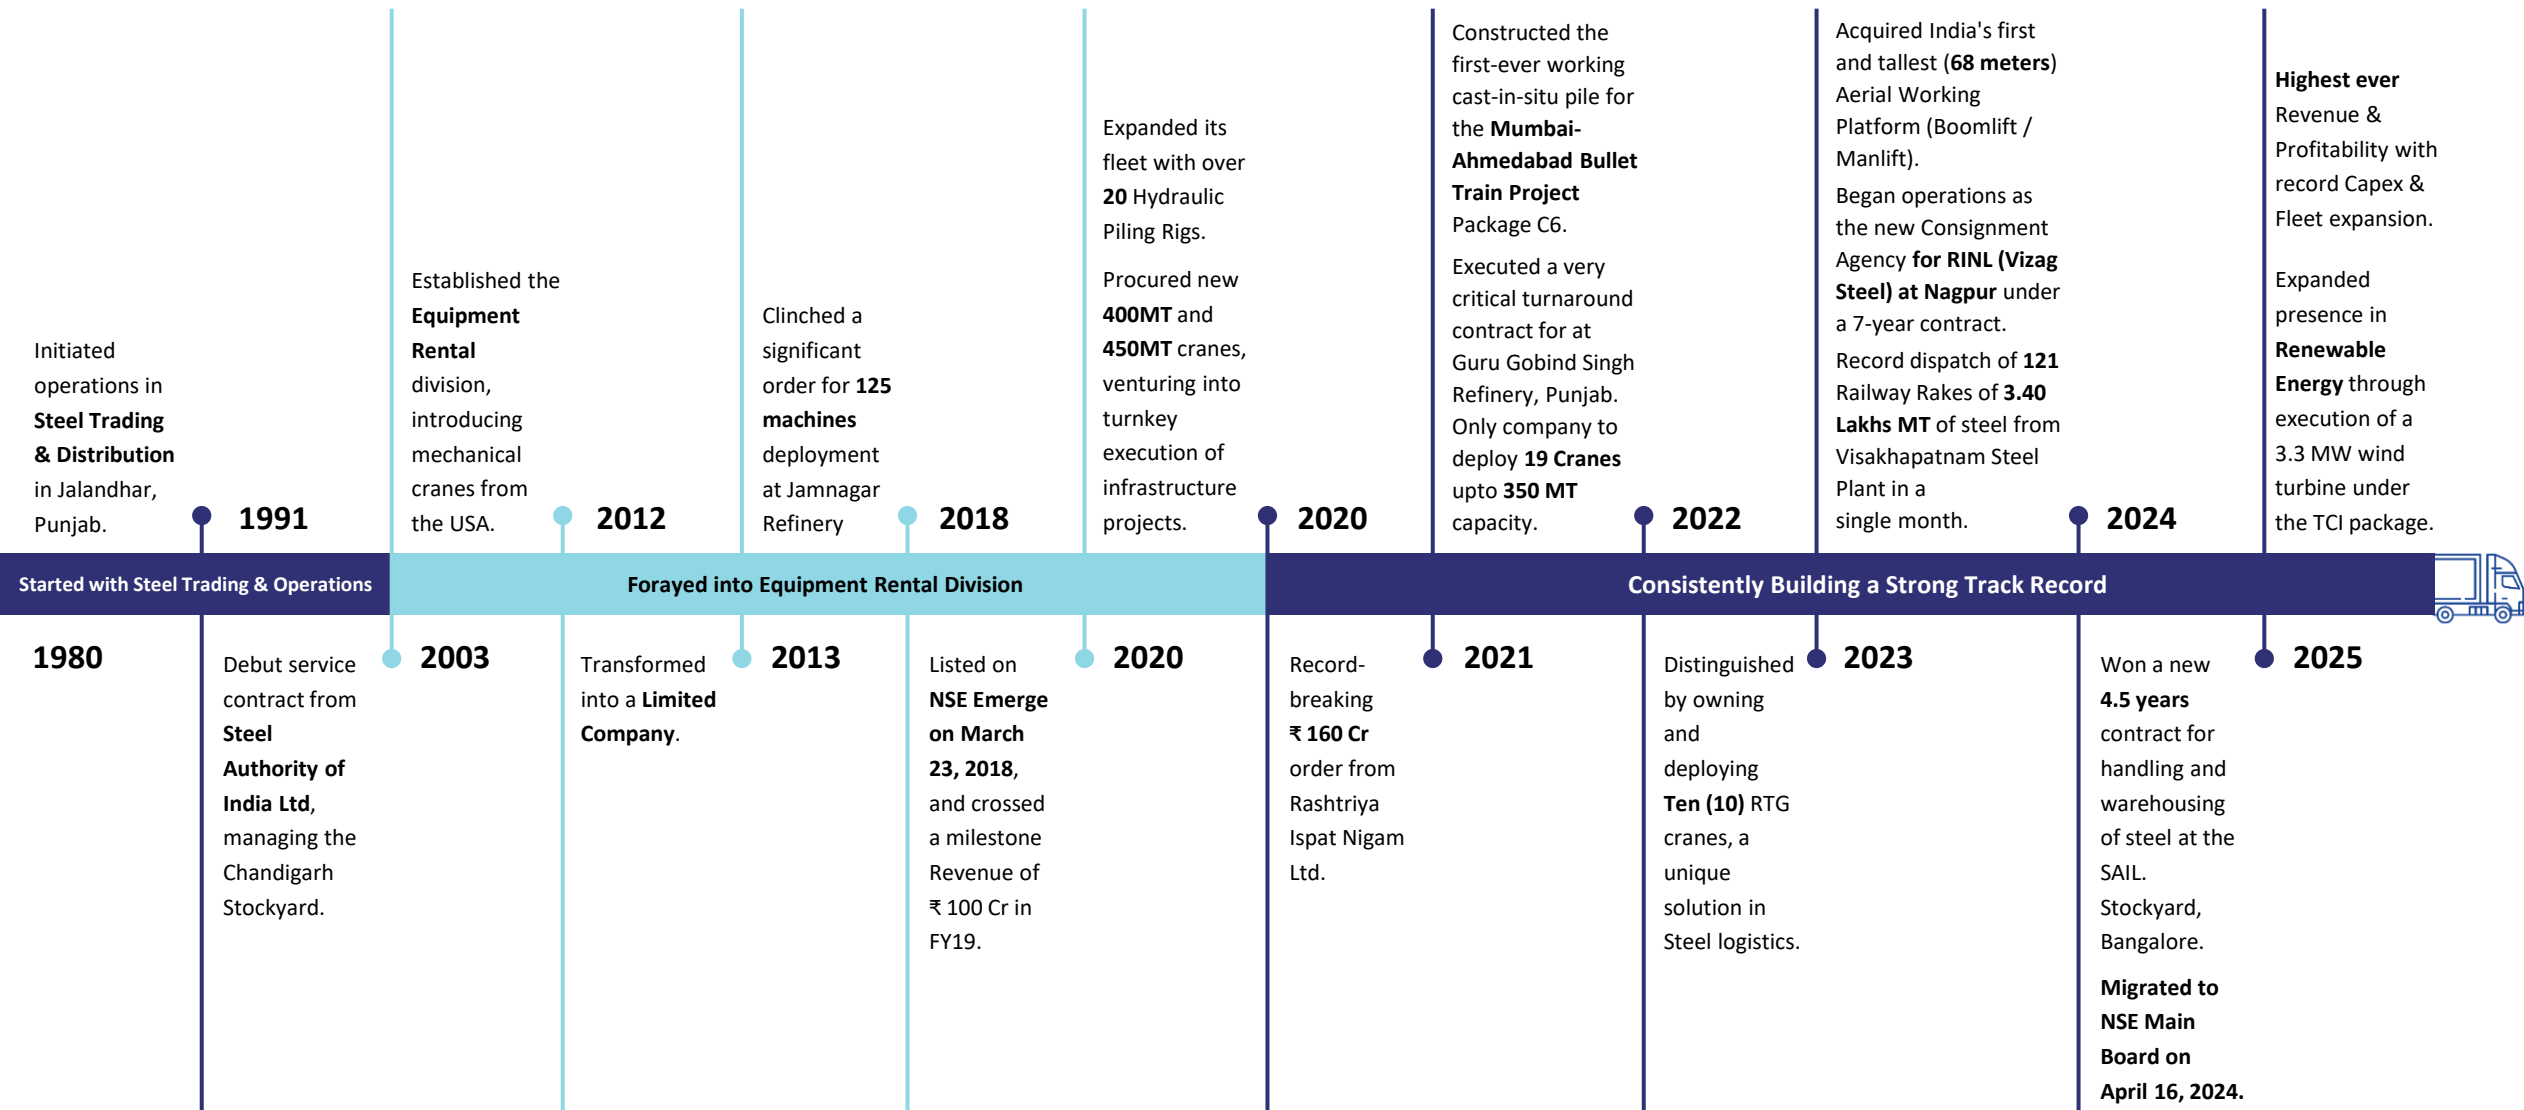 Initiated
operations in
Steel Trading
& Distribution
in Jalandhar,
Punjab.
1980
1991
Debut service
contract from
Steel
Authority of
India Ltd,
managing the
Chandigarh
Stockyard.
Established the
Equipment
Rental
division,
introducing
mechanical
cranes from
the USA.
2003
2012
Transformed
into a Limited
Company.
Clinched a
significant
order for 125
machines
deployment
at Jamnagar
Refinery
2013
2018
Listed on
NSE Emerge
on March
23, 2018,
and crossed
a milestone
Revenue of
₹ 100 Cr in
FY19.
Expanded its
fleet with over
20 Hydraulic
Piling Rigs.
Procured new
400MT and
450MT cranes,
venturing into
turnkey
execution of
infrastructure
projects.
2020
2020
Record-
breaking
₹ 160 Cr
order from
Rashtriya
Ispat Nigam
Ltd.
Constructed the
first-ever working
cast-in-situ pile for
the Mumbai-
Ahmedabad Bullet
Train Project
Package C6.
Executed a very
critical turnaround
contract for at
Guru Gobind Singh
Refinery, Punjab.
Only company to
deploy 19 Cranes
upto 350 MT
capacity.
2021
2022
Distinguished
by owning
and
deploying
Ten (10) RTG
cranes, a
unique
solution in
Steel logistics.
Acquired India's first
and tallest (68 meters)
Aerial Working
Platform (Boomlift /
Manlift).
Began operations as
the new Consignment
Agency for RINL (Vizag
Steel) at Nagpur under
a 7-year contract.
Record dispatch of 121
Railway Rakes of 3.40
Lakhs MT of steel from
Visakhapatnam Steel
Plant in a
single month.
2023
2024
Won a new
4.5 years
contract for
handling and
warehousing
of steel at the
SAIL.
Stockyard,
Bangalore.
Migrated to
NSE Main
Board on
April 16, 2024.
Highest ever
Revenue &
Profitability with
record Capex &
Fleet expansion.
Expanded
presence in
Renewable
Energy through
execution of a
3.3 MW wind
turbine under
the TCI package.
2025
Started with Steel Trading & Operations
Forayed into Equipment Rental Division
Consistently Building a Strong Track Record